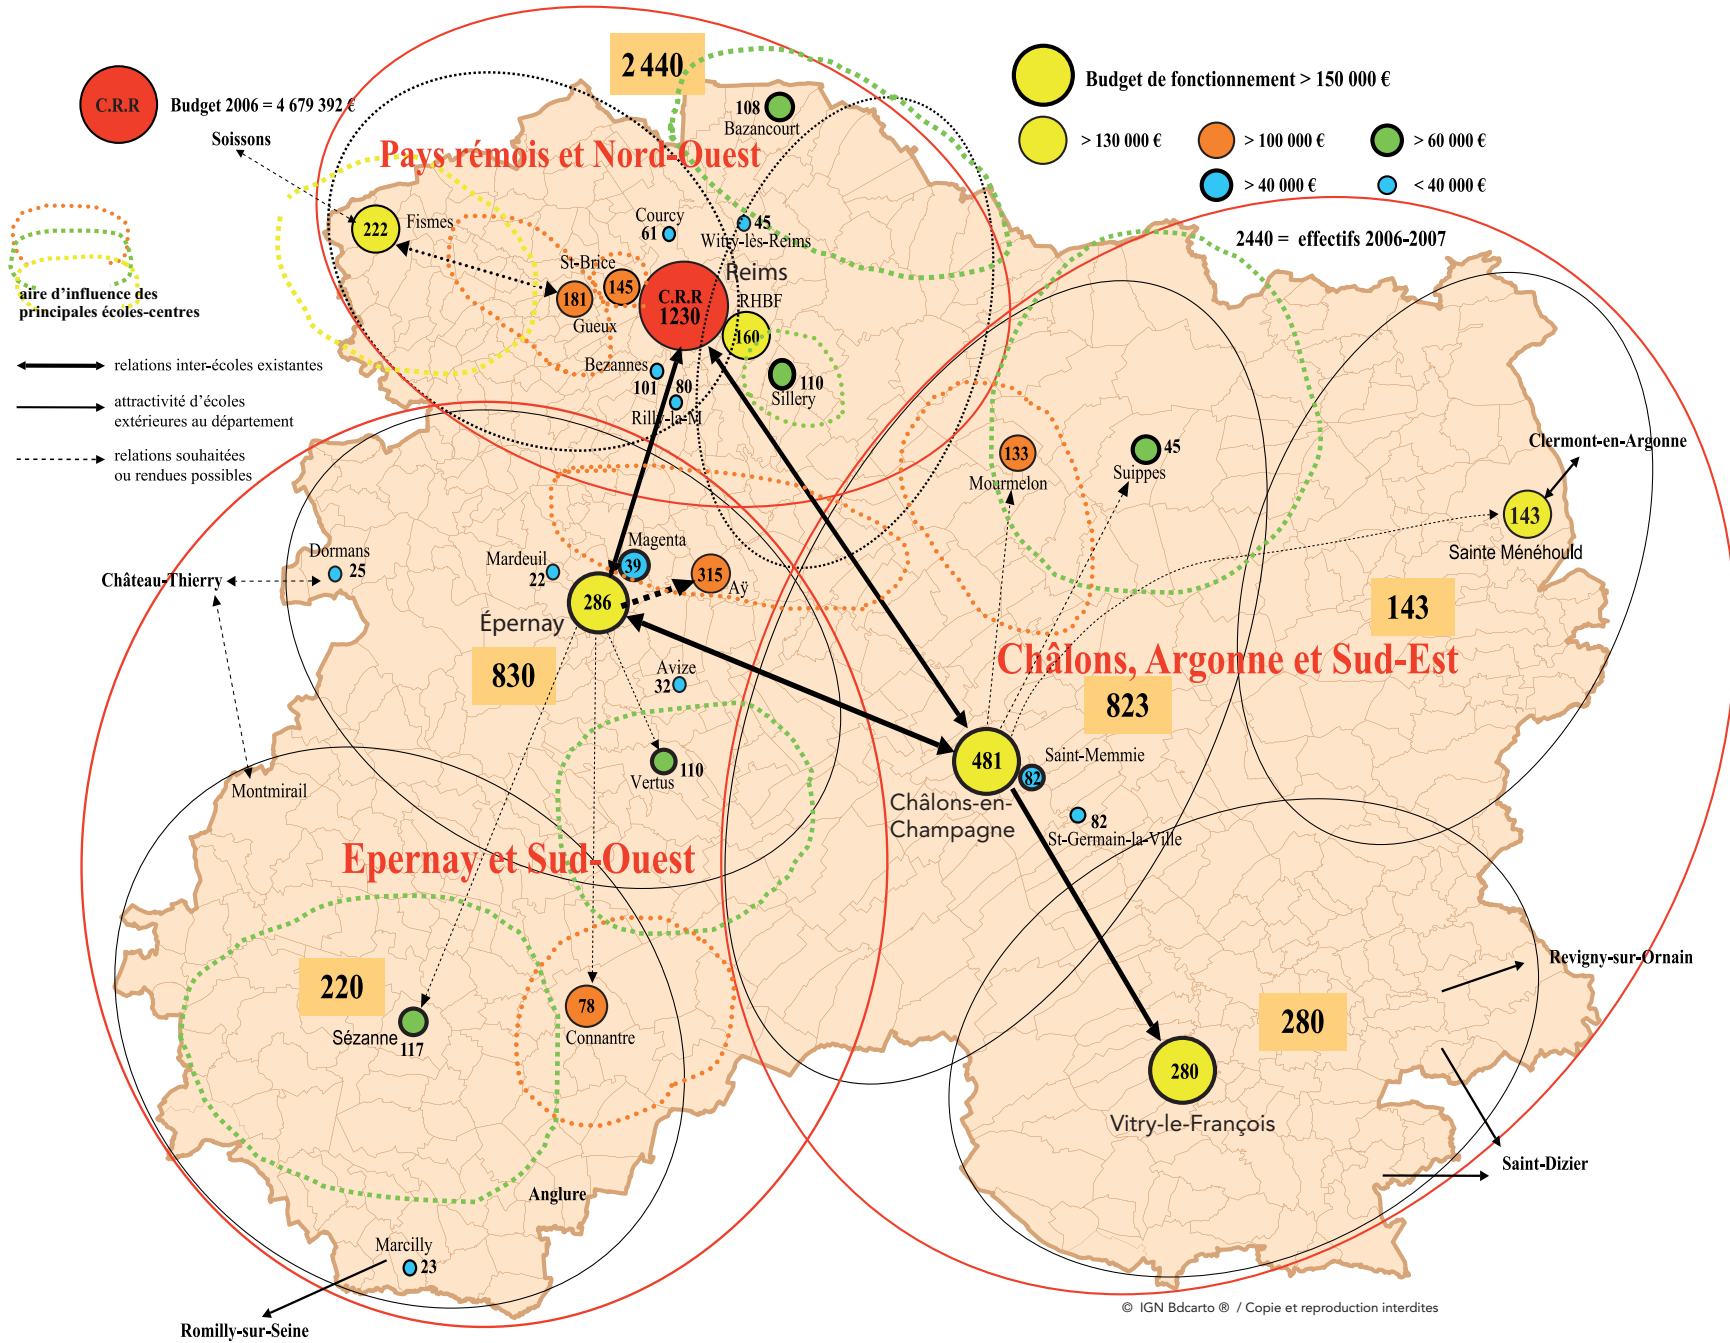 2 440
C.R.R
Budget 2006 = 4 679 392 €
Budget de fonctionnement > 150 000 €
> 130 000 €
> 100 000 €
> 60 000 €
> 40 000 €
< 40 000 €
2440 = effectifs 2006-2007
Soissons
108
Bazancourt
Pays rémois et Nord-Ouest
222
Fismes
Courcy
61
45
Witry-lès-Reims
aire d'influence des
principales écoles-centres
relations inter-écoles existantes
attractivité d'écoles
extérieures au département
relations souhaitées
ou rendues possibles
St-Brice
145
181
Gueux
Reims
C.R.R
1230
RHBF
160
Bezannes
101
80
Rilly-la-M
110
Sillery
133
Mourmelon
45
Suippes
Clermont-en-Argonne
143
Sainte Ménéhould
143
Dormans
25
Château-Thierry
Mardeuil
22
Magenta
39
315
Aÿ
286
Épernay
830
Avize
32
Châlons, Argonne et Sud-Est
823
481
Châlons-en-
Champagne
Saint-Memmie
82
82
St-Germain-la-Ville
Montmirail
Vertus
110
Epernay et Sud-Ouest
220
Sézanne
117
78
Connantre
280
280
Vitry-le-François
Revigny-sur-Ornain
Saint-Dizier
Anglure
Marcilly
23
Romilly-sur-Seine
© IGN Bdcarto ® / Copie et reproduction interdites